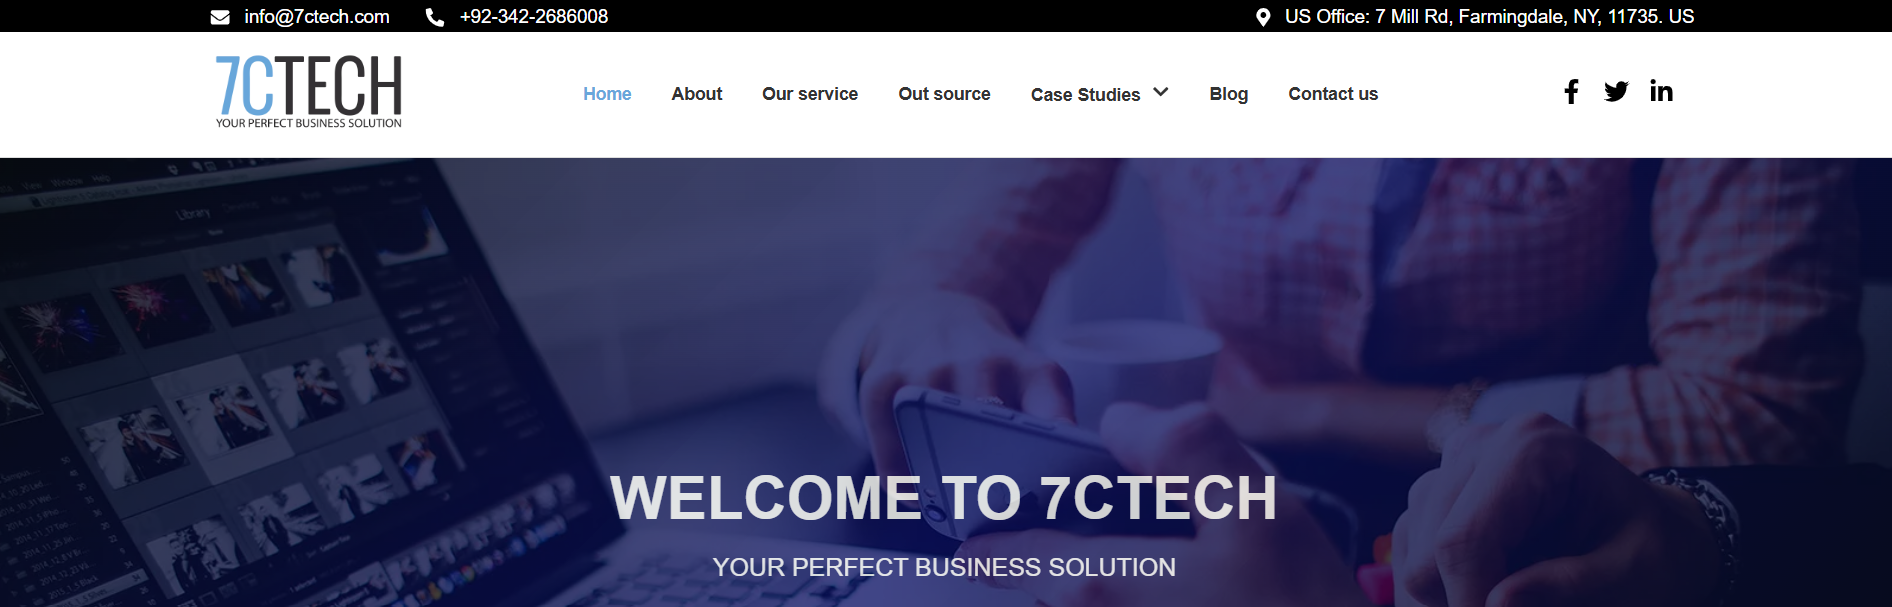 info@7ctech.com +92-342-2686008 US Office: 7 Mill Rd, Farmingdale, NY, 11735. US
7CTECH
YOUR PERFECT BUSINESS SOLUTION
Home About Our service Out source Case Studies Blog Contact us
Library
WELCOME TO 7CTECH
YOUR PERFECT BUSINESS SOLUTION